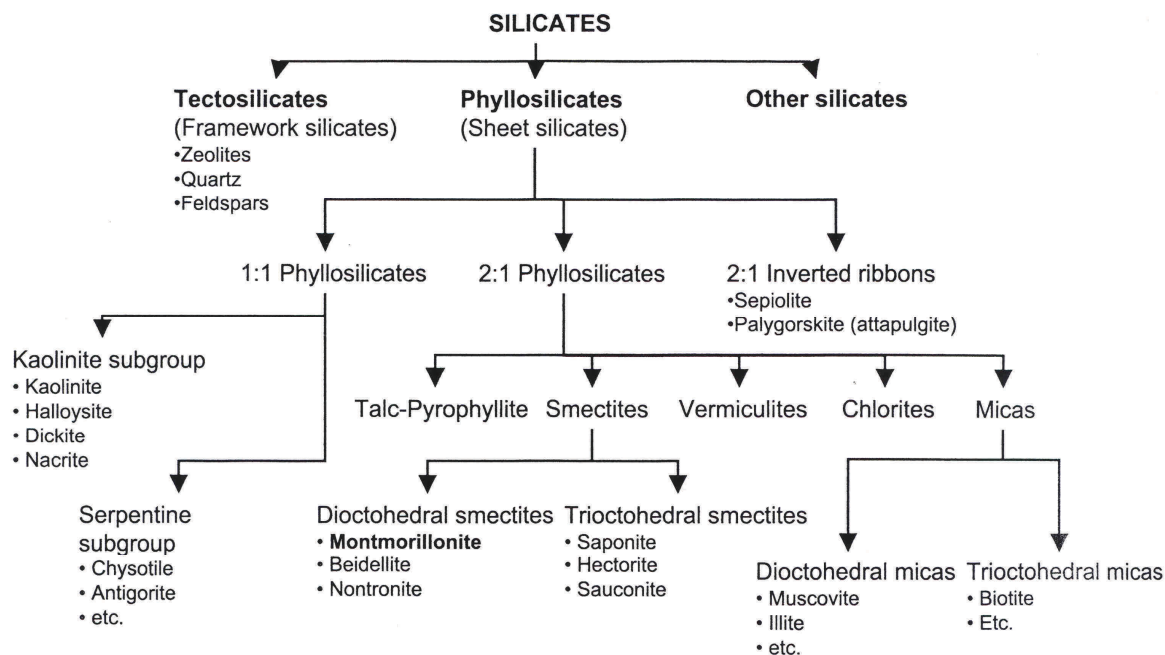 SILICATES
Tectosilicates
(Framework silicates)
•Zeolites
•Quartz
•Feldspars
Phyllosilicates
(Sheet silicates)
Other silicates
1:1 Phyllosilicates
2:1 Phyllosilicates
2:1 Inverted ribbons
•Sepiolite
•Palygorskite (attapulgite)
Kaolinite subgroup
• Kaolinite
• Halloysite
• Dickite
• Nacrite
Talc-Pyrophyllite
Smectites
Vermiculites
Chlorites
Micas
Serpentine
subgroup
• Chysotile
• Antigorite
• etc.
Dioctohedral smectites
• Montmorillonite
• Beidellite
• Nontronite
Trioctohedral smectites
• Saponite
• Hectorite
• Sauconite
Dioctohedral micas
• Muscovite
• Illite
• etc.
Trioctohedral micas
• Biotite
• Etc.